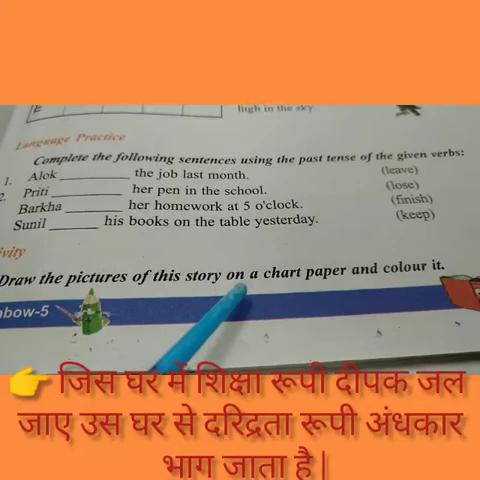 high in the sky
Language Practice
Complete the following sentences using the past tense of the given verbs:
1. Alok __________ the job last month. (leave)
2. Priti __________ her pen in the school. (lose)
Barkha ________ her homework at 5 o'clock. (finish)
Sunil _______ his books on the table yesterday. (keep)
ivity
Draw the pictures of this story on a chart paper and colour it.
bow-5
👉 जिस घर में शिक्षा रूपी दीपक जल
जाए उस घर से दरिद्रता रूपी अंधकार
भाग जाता है |